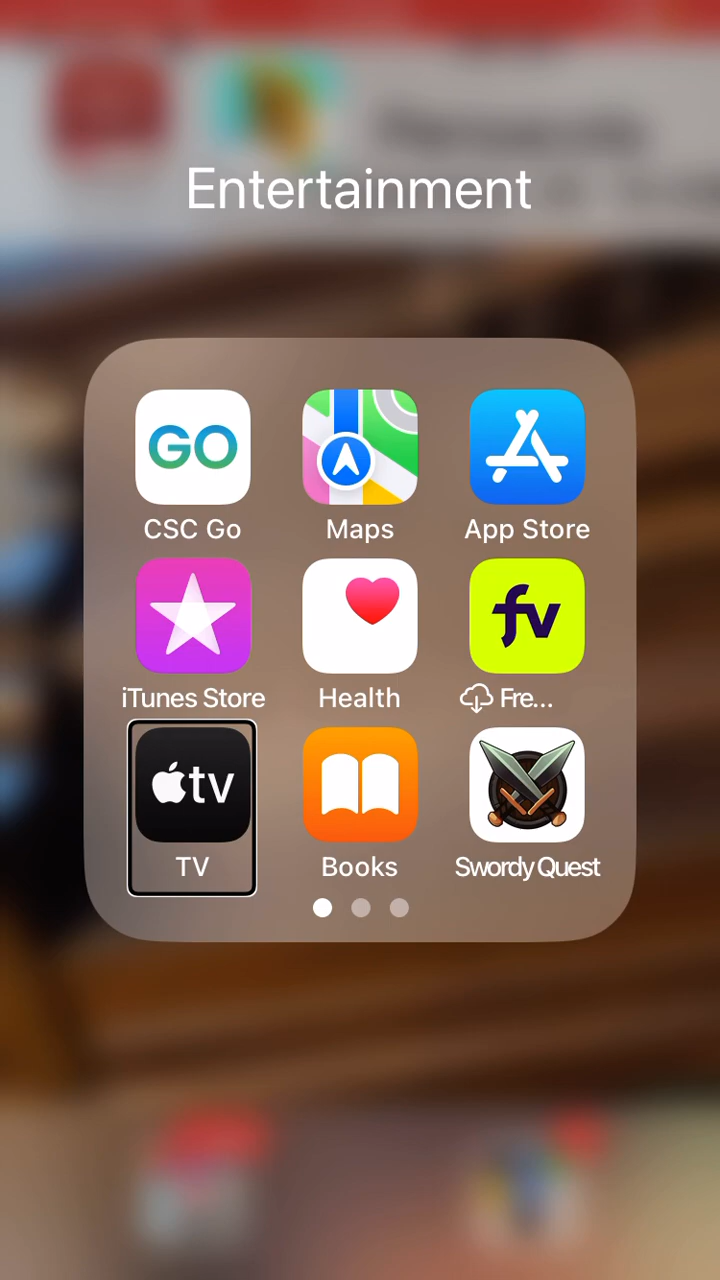 Entertainment
GO
CSC Go
Maps
App Store
iTunes Store
Health
fv
Fre...
tv
TV
Books
Swordy Quest